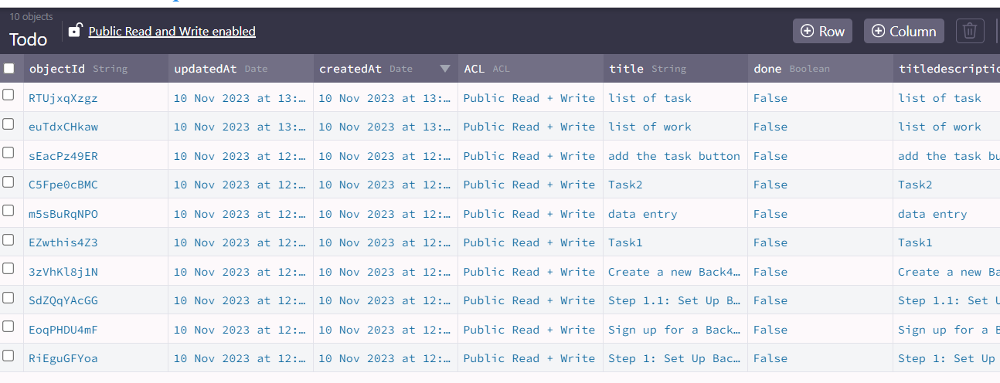 10 objects
Todo Public Read and Write enabled Row Column
objectId String updatedAt Date createdAt Date ACL ACL title String done Boolean titledescriptio
RTUjxqXzgz 10 Nov 2023 at 13:… 10 Nov 2023 at 13:… Public Read + Write list of task False list of task
euTdxCHkaw 10 Nov 2023 at 13:… 10 Nov 2023 at 13:… Public Read + Write list of work False list of work
sEacPz49ER 10 Nov 2023 at 12:… 10 Nov 2023 at 12:… Public Read + Write add the task button False add the task bu
C5Fpe0cBMC 10 Nov 2023 at 12:… 10 Nov 2023 at 12:… Public Read + Write Task2 False Task2
m5sBuRqNPO 10 Nov 2023 at 12:… 10 Nov 2023 at 12:… Public Read + Write data entry False data entry
EZwthis4Z3 10 Nov 2023 at 12:… 10 Nov 2023 at 12:… Public Read + Write Task1 False Task1
3zVhKl8j1N 10 Nov 2023 at 12:… 10 Nov 2023 at 12:… Public Read + Write Create a new Back4… False Create a new Ba
SdZQqYAcGG 10 Nov 2023 at 12:… 10 Nov 2023 at 12:… Public Read + Write Step 1.1: Set Up B… False Step 1.1: Set U
EoqPHDU4mF 10 Nov 2023 at 12:… 10 Nov 2023 at 12:… Public Read + Write Sign up for a Back… False Sign up for a B
RiEguGFYoa 10 Nov 2023 at 12:… 10 Nov 2023 at 12:… Public Read + Write Step 1: Set Up Bac… False Step 1: Set Up